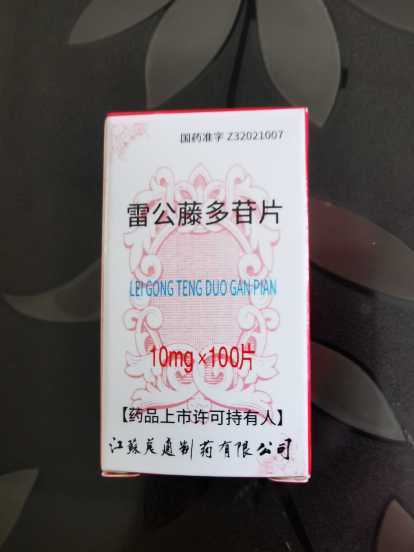 国药准字 Z32021007
雷公藤多苷片
LEI GONG TENG DUO GAN PIAN
10mg×100片
【药品上市许可持有人】
江苏晨通制药有限公司